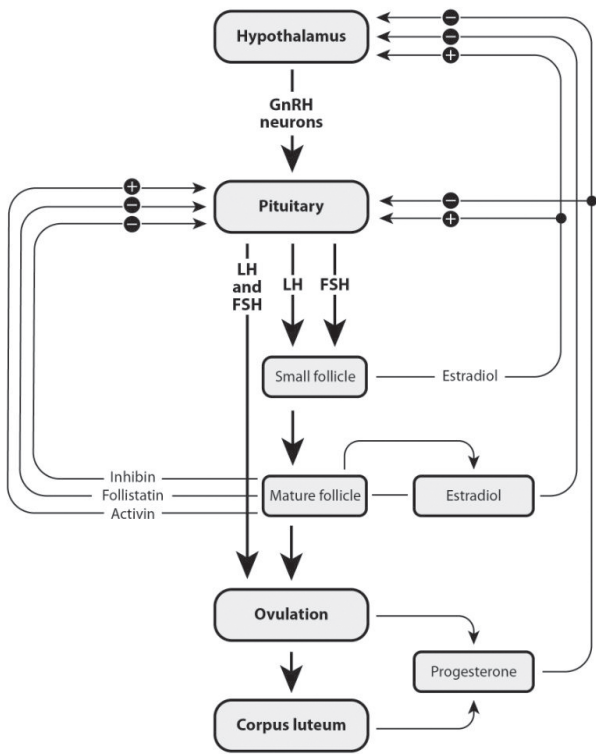 −
Hypothalamus
−
+
GnRH
neurons
+
−
Pituitary
−
−
+
LH
and
FSH
LH
FSH
Small follicle
Estradiol
Inhibin
Follistatin
Activin
Mature follicle
Estradiol
Ovulation
Progesterone
Corpus luteum